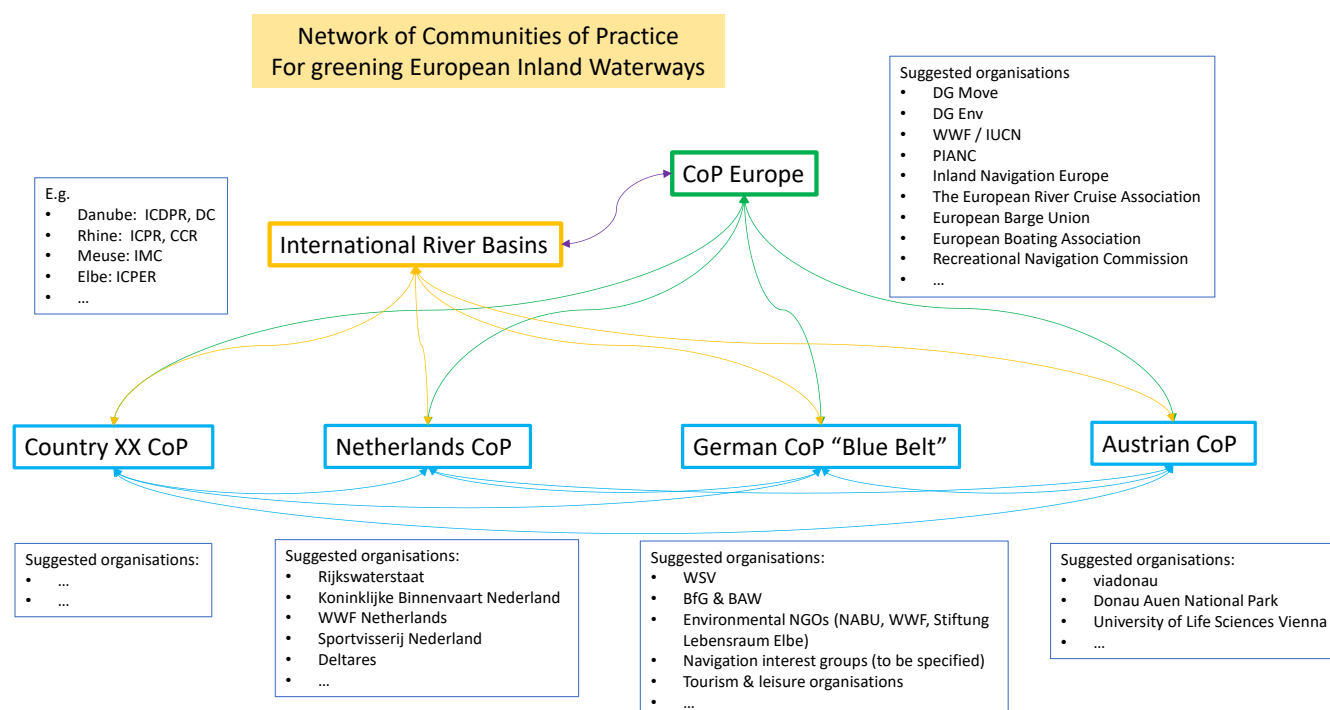 Network of Communities of Practice
For greening European Inland Waterways
Suggested organisations
• DG Move
• DG Env
• WWF / IUCN
• PIANC
• Inland Navigation Europe
• The European River Cruise Association
• European Barge Union
• European Boating Association
• Recreational Navigation Commission
• ...
CoP Europe
E.g.
• Danube: ICDPR, DC
• Rhine: ICPR, CCR
• Meuse: IMC
• Elbe: ICPER
• ...
International River Basins
Country XX CoP
Netherlands CoP
German CoP “Blue Belt”
Austrian CoP
Suggested organisations:
• ...
• ...
Suggested organisations:
• Rijkswaterstaat
• Koninklijke Binnenvaart Nederland
• WWF Netherlands
• Sportvisserij Nederland
• Deltares
• ...
Suggested organisations:
• WSV
• BfG & BAW
• Environmental NGOs (NABU, WWF, Stiftung
Lebensraum Elbe)
• Navigation interest groups (to be specified)
• Tourism & leisure organisations
• ...
Suggested organisations:
• viadonau
• Donau Auen National Park
• University of Life Sciences Vienna
• ...